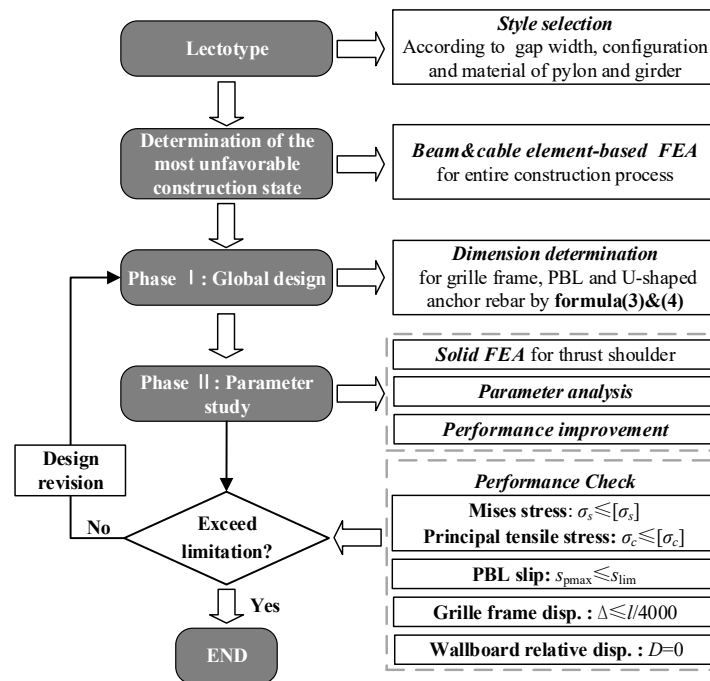 Lectotype
Style selection
According to gap width, configuration
and material of pylon and girder
Determination of the
most unfavorable
construction state
Beam&cable element-based FEA
for entire construction process
Phase Ⅰ: Global design
Dimension determination
for grille frame, PBL and U-shaped
anchor rebar by formula(3)&(4)
Phase Ⅱ: Parameter
study
Solid FEA for thrust shoulder
Parameter analysis
Performance improvement
Design
revision
No
Exceed
limitation?
Yes
END
Performance Check
Mises stress: σs≤[σs]
Principal tensile stress: σc≤[σc]
PBL slip: spmax≤slim
Grille frame disp. : Δ≤l/4000
Wallboard relative disp. : D=0